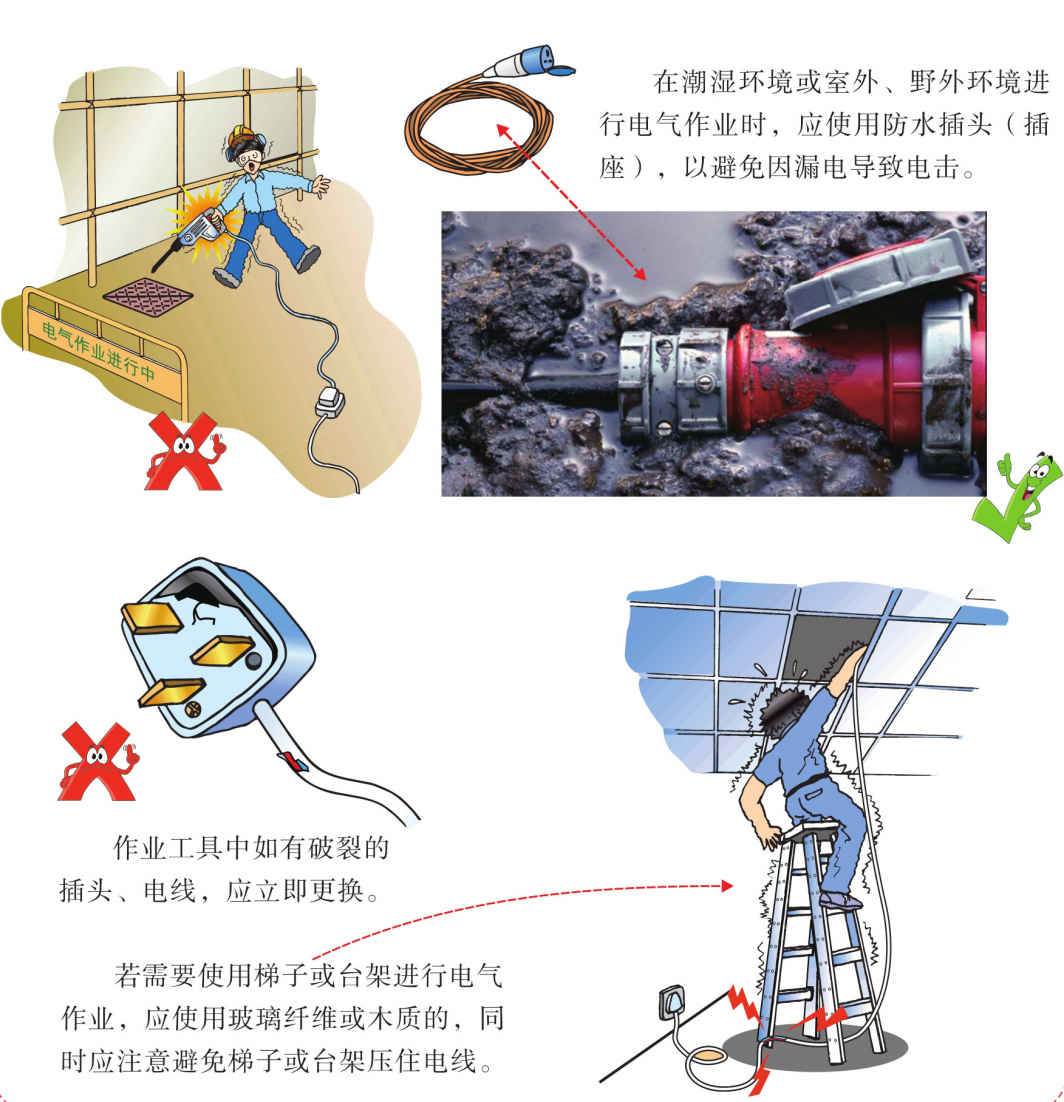 在潮湿环境或室外、野外环境进
行电气作业时，应使用防水插头（插
座），以避免因漏电导致电击。
电气作业进行中
作业工具中如有破裂的
插头、电线，应立即更换。
若需要使用梯子或台架进行电气
作业，应使用玻璃纤维或木质的，同
时应注意避免梯子或台架压住电线。